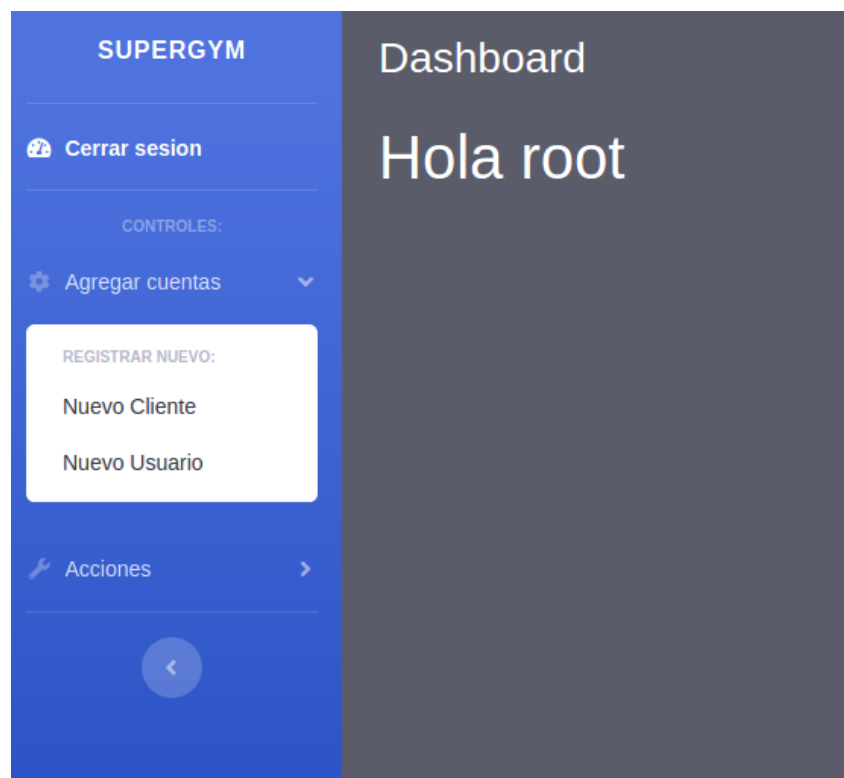 SUPERGYM
Cerrar sesion
CONTROLES:
Agregar cuentas
REGISTRAR NUEVO:
Nuevo Cliente
Nuevo Usuario
Acciones
Dashboard
Hola root